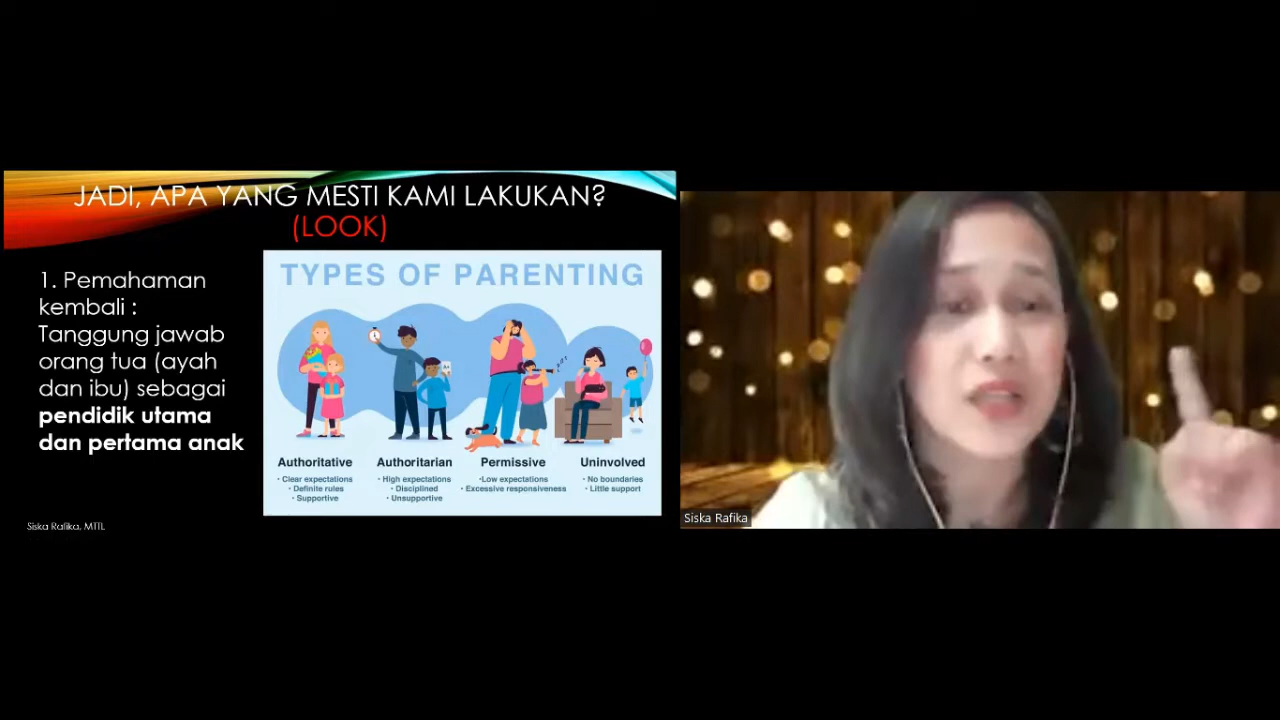 JADI, APA YANG MESTI KAMI LAKUKAN?
(LOOK)
1. Pemahaman
kembali :
Tanggung jawab
orang tua (ayah
dan ibu) sebagai
pendidik utama
dan pertama anak
TYPES OF PARENTING
Authoritative
• Clear expectations
• Definite rules
• Supportive
Authoritarian
• High expectations
• Disciplined
• Unsupportive
Permissive
•Low expectations
• Excessive responsiveness
Uninvolved
• No boundaries
• Little support
Siska Rafika, MTTL
Siska Rafika